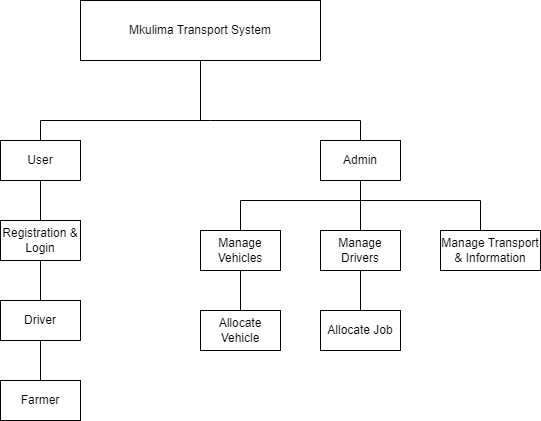 Mkulima Transport System
User
Admin
Registration &
Login
Manage
Vehicles
Manage
Drivers
Manage Transport
& Information
Driver
Allocate
Vehicle
Allocate Job
Farmer